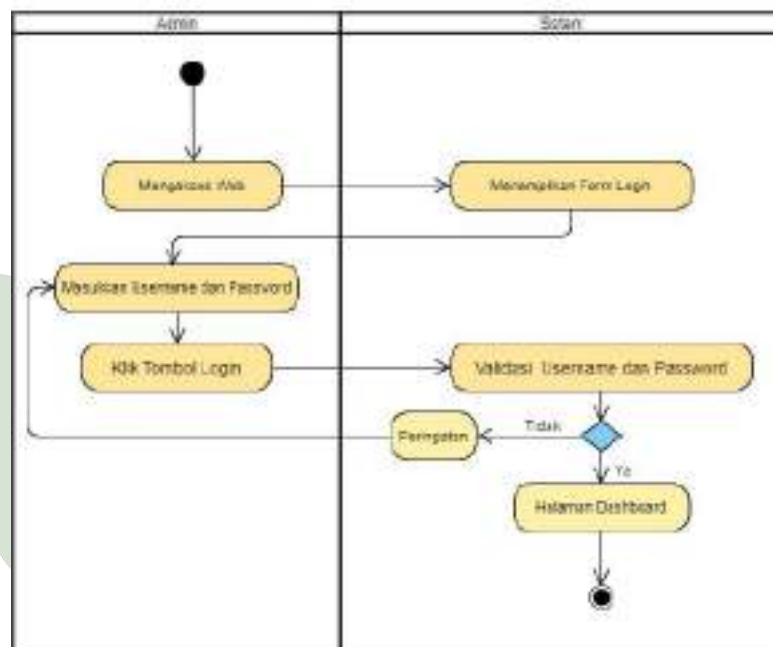 Admin
Mengakses Web
Menampilkan Form Login
Masukkan Username dan Password
Klik Tombol Login
Validasi Username dan Password
Peringatan
Tidak
Ya
Halaman Dashboard